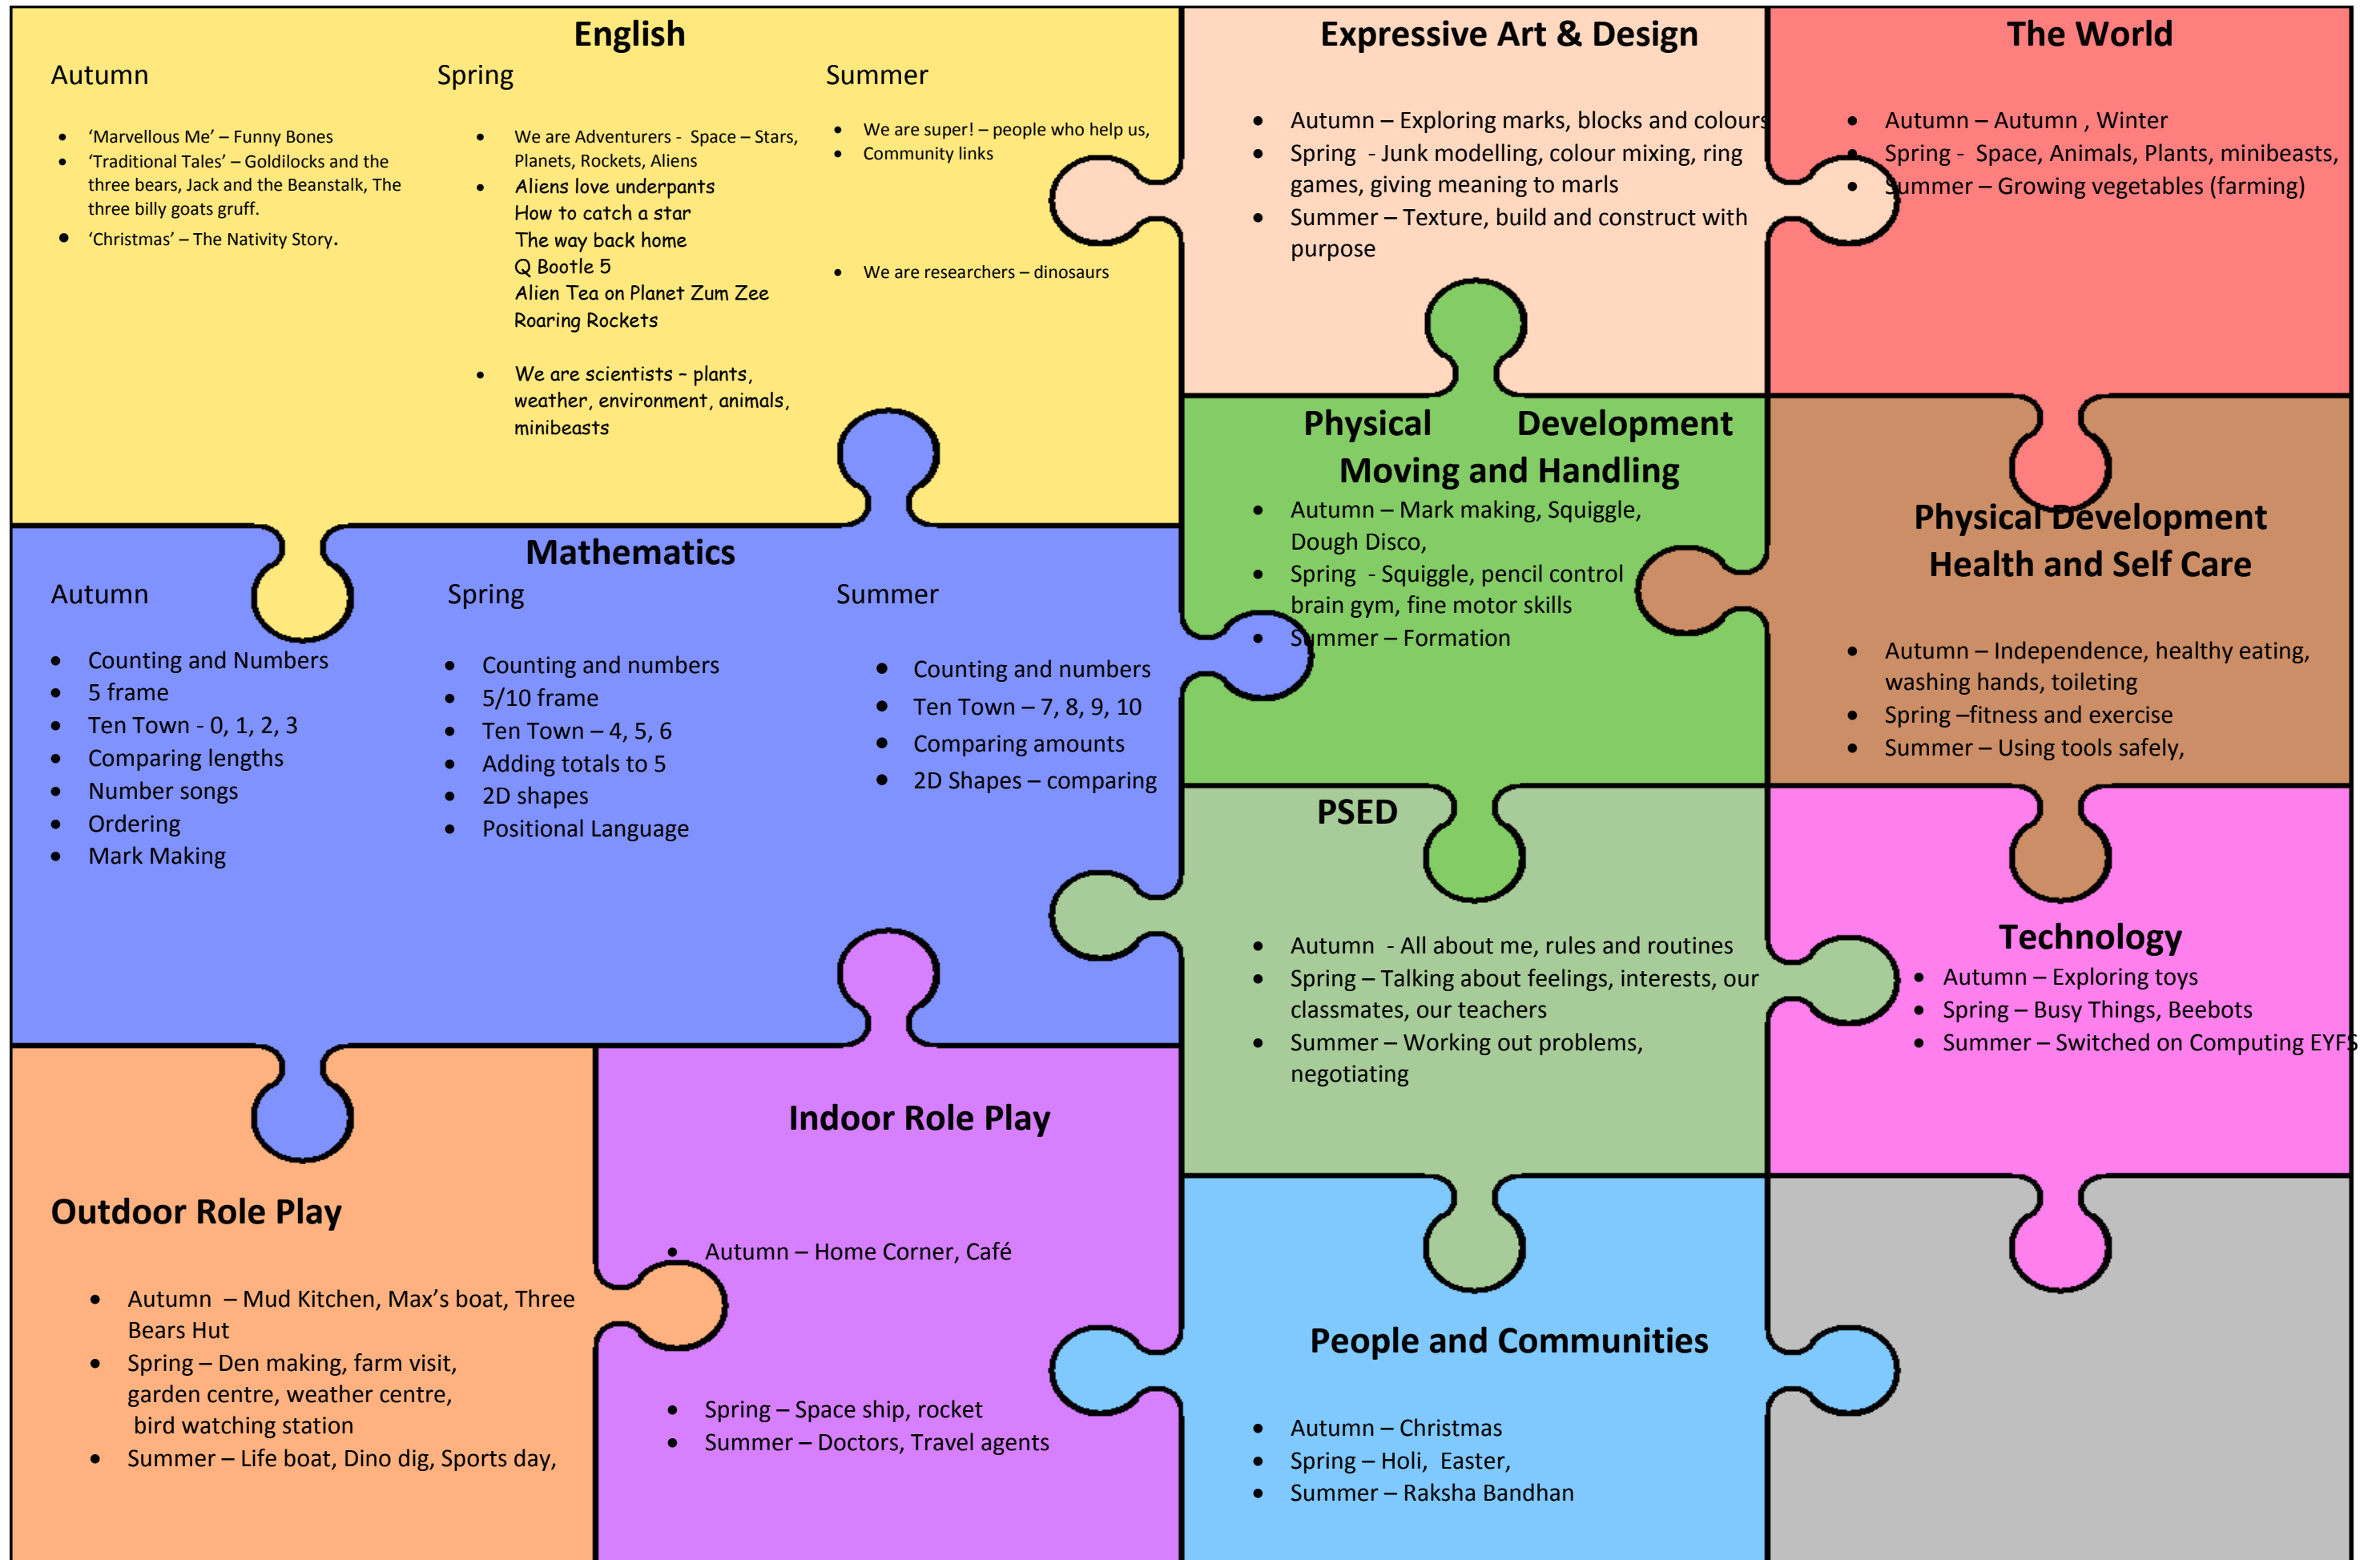 English
Autumn
• ‘Marvellous Me’ – Funny Bones
• ‘Traditional Tales’ – Goldilocks and the
three bears, Jack and the Beanstalk, The
three billy goats gruff.
• ‘Christmas’ – The Nativity Story.
Spring
• We are Adventurers - Space – Stars,
Planets, Rockets, Aliens
• Aliens love underpants
How to catch a star
The way back home
Q Bootle 5
Alien Tea on Planet Zum Zee
Roaring Rockets
• We are scientists – plants,
weather, environment, animals,
minibeasts
Summer
• We are super! – people who help us,
• Community links
• We are researchers – dinosaurs
Expressive Art & Design
• Autumn – Exploring marks, blocks and colours
• Spring - Junk modelling, colour mixing, ring
games, giving meaning to marls
• Summer – Texture, build and construct with
purpose
The World
• Autumn – Autumn , Winter
• Spring - Space, Animals, Plants, minibeasts,
• Summer – Growing vegetables (farming)
Mathematics
Autumn
• Counting and Numbers
• 5 frame
• Ten Town - 0, 1, 2, 3
• Comparing lengths
• Number songs
• Ordering
• Mark Making
Spring
• Counting and numbers
• 5/10 frame
• Ten Town – 4, 5, 6
• Adding totals to 5
• 2D shapes
• Positional Language
Summer
• Counting and numbers
• Ten Town – 7, 8, 9, 10
• Comparing amounts
• 2D Shapes – comparing
Physical Development
Moving and Handling
• Autumn – Mark making, Squiggle,
Dough Disco,
• Spring - Squiggle, pencil control
brain gym, fine motor skills
• Summer – Formation
Physical Development
Health and Self Care
• Autumn – Independence, healthy eating,
washing hands, toileting
• Spring –fitness and exercise
• Summer – Using tools safely,
PSED
• Autumn - All about me, rules and routines
• Spring – Talking about feelings, interests, our
classmates, our teachers
• Summer – Working out problems,
negotiating
Technology
• Autumn – Exploring toys
• Spring – Busy Things, Beebots
• Summer – Switched on Computing EYFS
Outdoor Role Play
• Autumn – Mud Kitchen, Max’s boat, Three
Bears Hut
• Spring – Den making, farm visit,
garden centre, weather centre,
bird watching station
• Summer – Life boat, Dino dig, Sports day,
Indoor Role Play
• Autumn – Home Corner, Café
• Spring – Space ship, rocket
• Summer – Doctors, Travel agents
People and Communities
• Autumn – Christmas
• Spring – Holi, Easter,
• Summer – Raksha Bandhan